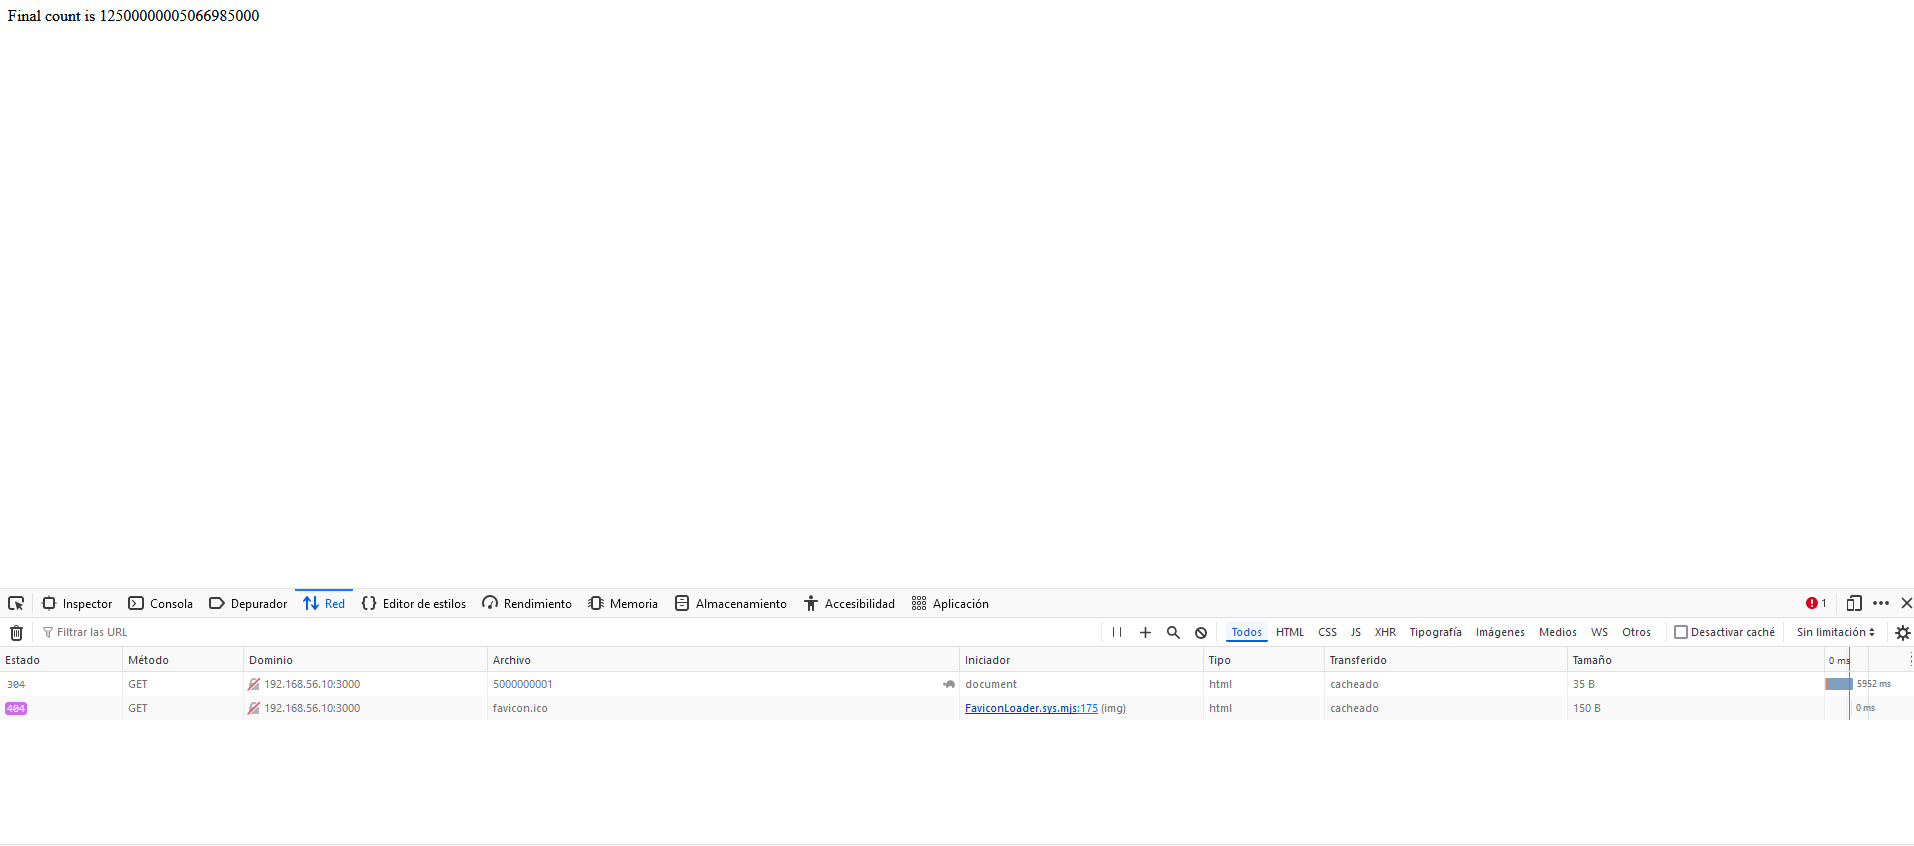 Final count is 12500000005066985000
Inspector Consola Depurador Red Editor de estilos Rendimiento Memoria Almacenamiento Accesibilidad Aplicación 1
Filtrar las URL Todos HTML CSS JS XHR Tipografía Imágenes Medios WS Otros Desactivar caché Sin limitación
Estado Método Dominio Archivo Iniciador Tipo Transferido Tamaño 0 ms
304 GET 192.168.56.10:3000 5000000001 document html cacheado 35 B 5952 ms
404 GET 192.168.56.10:3000 favicon.ico FaviconLoader.sys.mjs:175 (img) html cacheado 150 B 0 ms